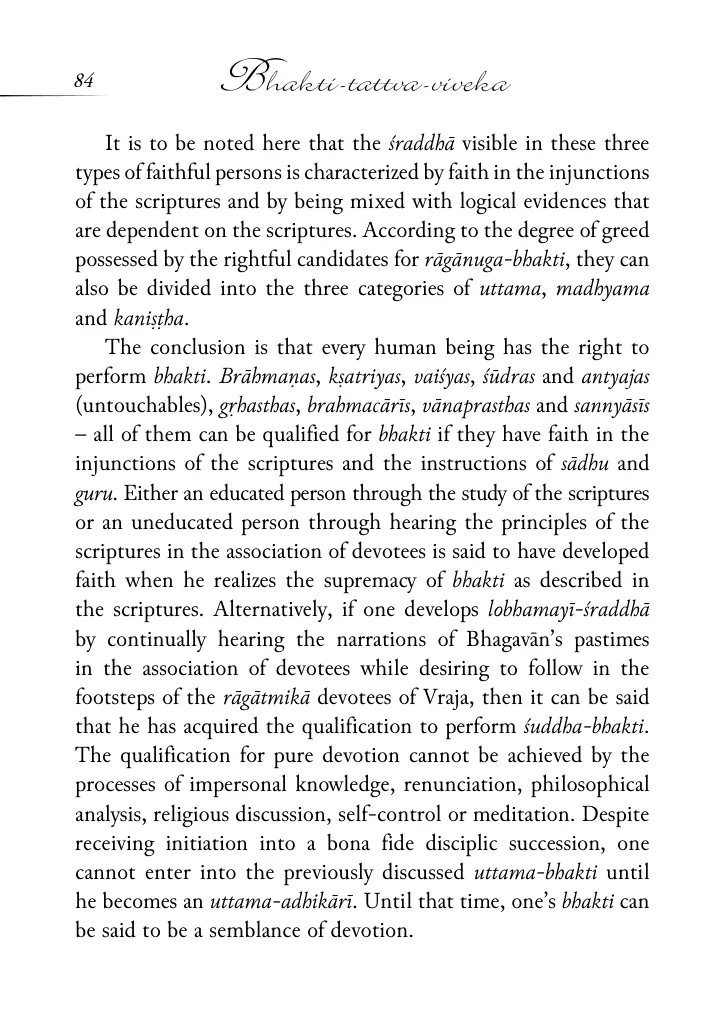 84
Bhakti-tattva-viveka
It is to be noted here that the śraddhā visible in these three
types of faithful persons is characterized by faith in the injunctions
of the scriptures and by being mixed with logical evidences that
are dependent on the scriptures. According to the degree of greed
possessed by the rightful candidates for rāgānuga-bhakti, they can
also be divided into the three categories of uttama, madhyama
and kaniṣṭha.
The conclusion is that every human being has the right to
perform bhakti. Brāhmaṇas, kṣatriyas, vaiśyas, śūdras and antyajas
(untouchables), gṛhasthas, brahmacārīs, vānaprasthas and sannyāsīs
– all of them can be qualified for bhakti if they have faith in the
injunctions of the scriptures and the instructions of sādhu and
guru. Either an educated person through the study of the scriptures
or an uneducated person through hearing the principles of the
scriptures in the association of devotees is said to have developed
faith when he realizes the supremacy of bhakti as described in
the scriptures. Alternatively, if one develops lobhamayī-śraddhā
by continually hearing the narrations of Bhagavān’s pastimes
in the association of devotees while desiring to follow in the
footsteps of the rāgātmikā devotees of Vraja, then it can be said
that he has acquired the qualification to perform śuddha-bhakti.
The qualification for pure devotion cannot be achieved by the
processes of impersonal knowledge, renunciation, philosophical
analysis, religious discussion, self-control or meditation. Despite
receiving initiation into a bona fide disciplic succession, one
cannot enter into the previously discussed uttama-bhakti until
he becomes an uttama-adhikārī. Until that time, one’s bhakti can
be said to be a semblance of devotion.